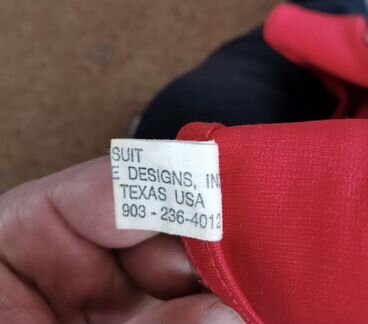 SUIT
E DESIGNS, IN
TEXAS USA
903 - 236-4012